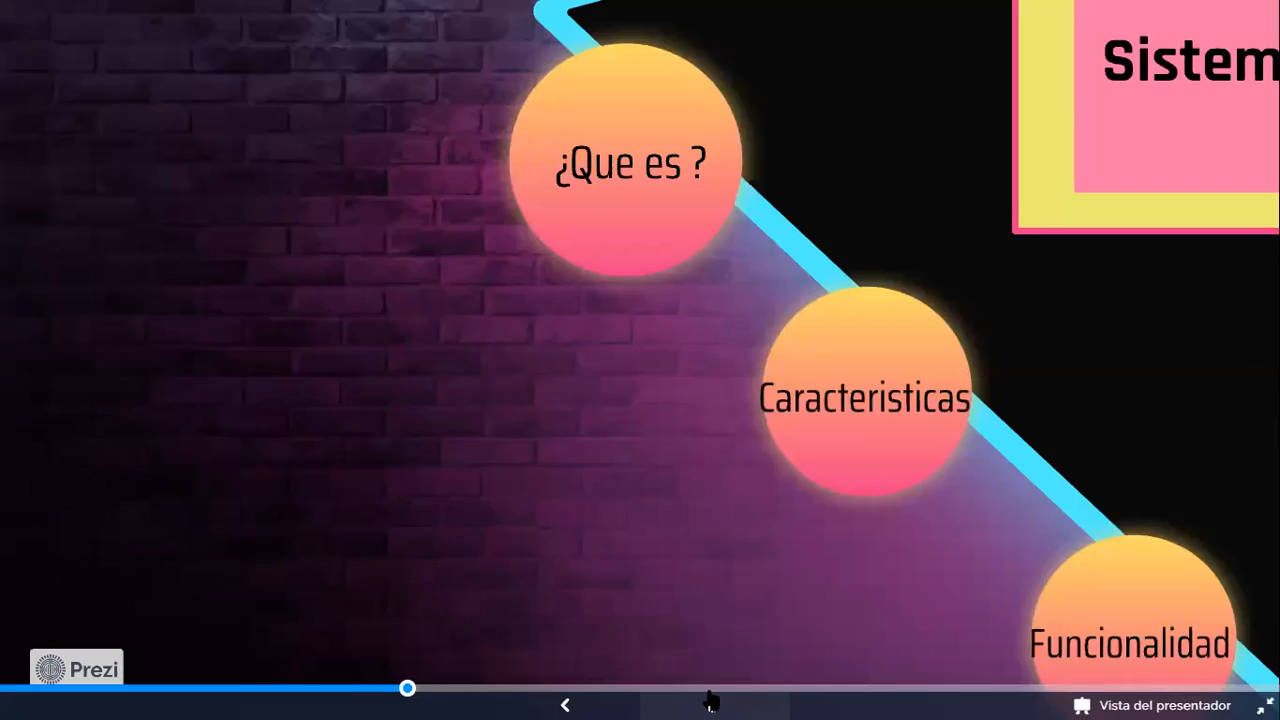 Sistem
¿Que es ?
Caracteristicas
Funcionalidad
Prezi
Vista del presentador